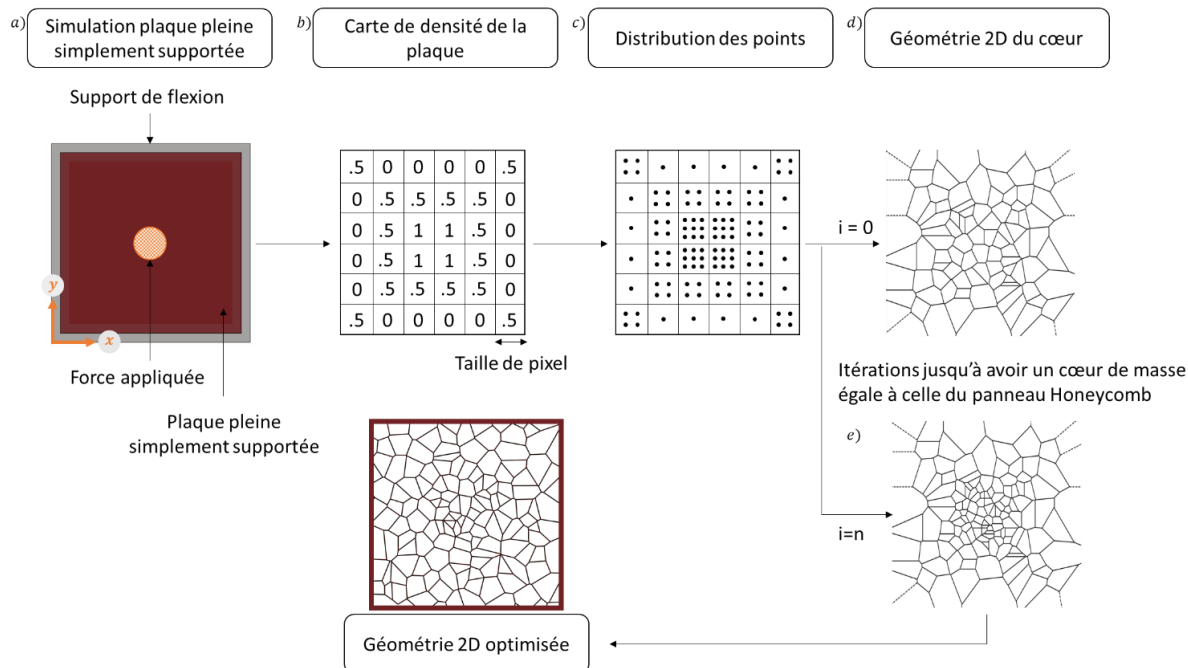 a) Simulation plaque pleine
simplement supportée
b) Carte de densité de la
plaque
c) Distribution des points
d) Géométrie 2D du cœur
Support de flexion
.5 0 0 0 0 .5
0 .5 .5 .5 .5 0
0 .5 1 1 .5 0
0 .5 1 1 .5 0
0 .5 .5 .5 .5 0
.5 0 0 0 0 .5
y
x
Force appliquée
Plaque pleine
simplement supportée
Taille de pixel
i = 0
Itérations jusqu'à avoir un cœur de masse
égale à celle du panneau Honeycomb
e)
i=n
Géométrie 2D optimisée